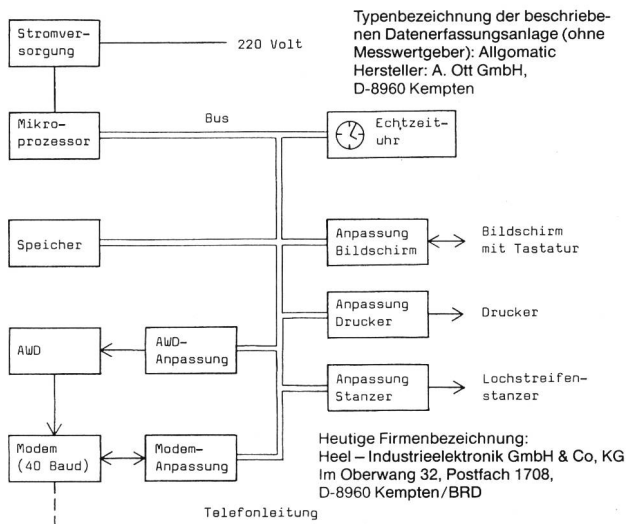 Stromver-
sorgung
220 Volt
Typenbezeichnung der beschriebe-
nen Datenerfassungsanlage (ohne
Messwertgeber): Allgomatic
Hersteller: A. Ott GmbH,
D-8960 Kempten
Mikro-
prozessor
Bus
Echtzeit-
uhr
Speicher
Anpassung
Bildschirm
Bildschirm
mit Tastatur
Anpassung
Drucker
Drucker
AWD
AWD-
Anpassung
Anpassung
Stanzer
Lochstreifen-
stanzer
Modem
(40 Baud)
Modem-
Anpassung
Heutige Firmenbezeichnung:
Heel – Industrieelektronik GmbH & Co, KG
Im Oberwang 32, Postfach 1708,
D-8960 Kempten/BRD
Telefonleitung